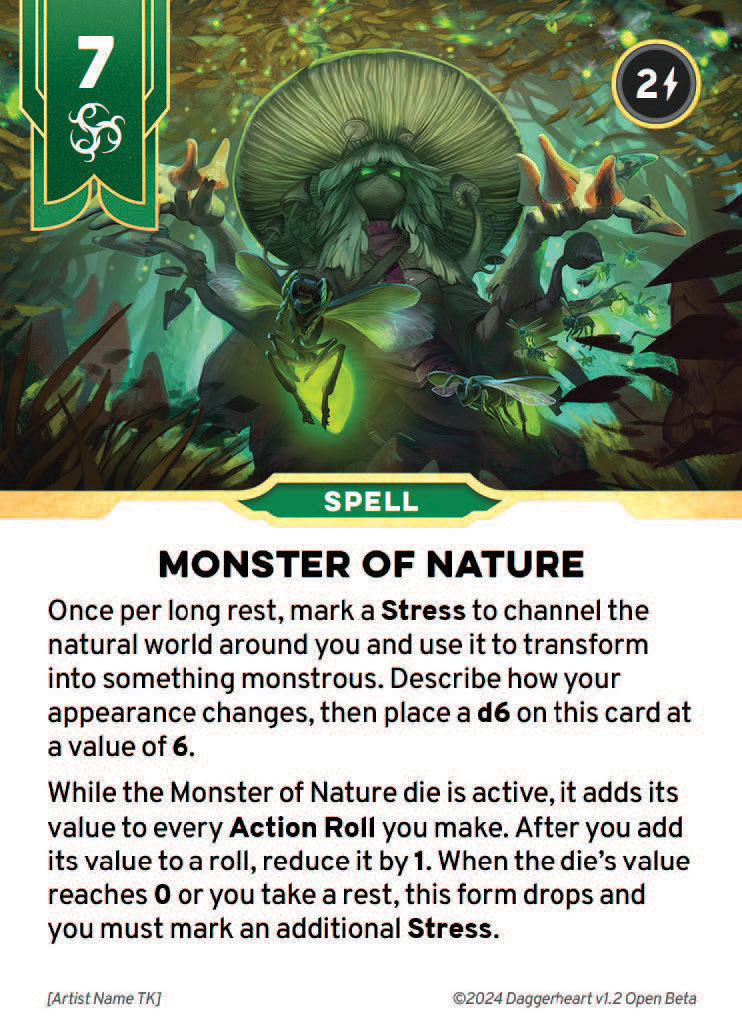 7
2
SPELL
MONSTER OF NATURE
Once per long rest, mark a Stress to channel the
natural world around you and use it to transform
into something monstrous. Describe how your
appearance changes, then place a d6 on this card at
a value of 6.
While the Monster of Nature die is active, it adds its
value to every Action Roll you make. After you add
its value to a roll, reduce it by 1. When the die’s value
reaches 0 or you take a rest, this form drops and
you must mark an additional Stress.
[Artist Name TK]
©2024 Daggerheart v1.2 Open Beta